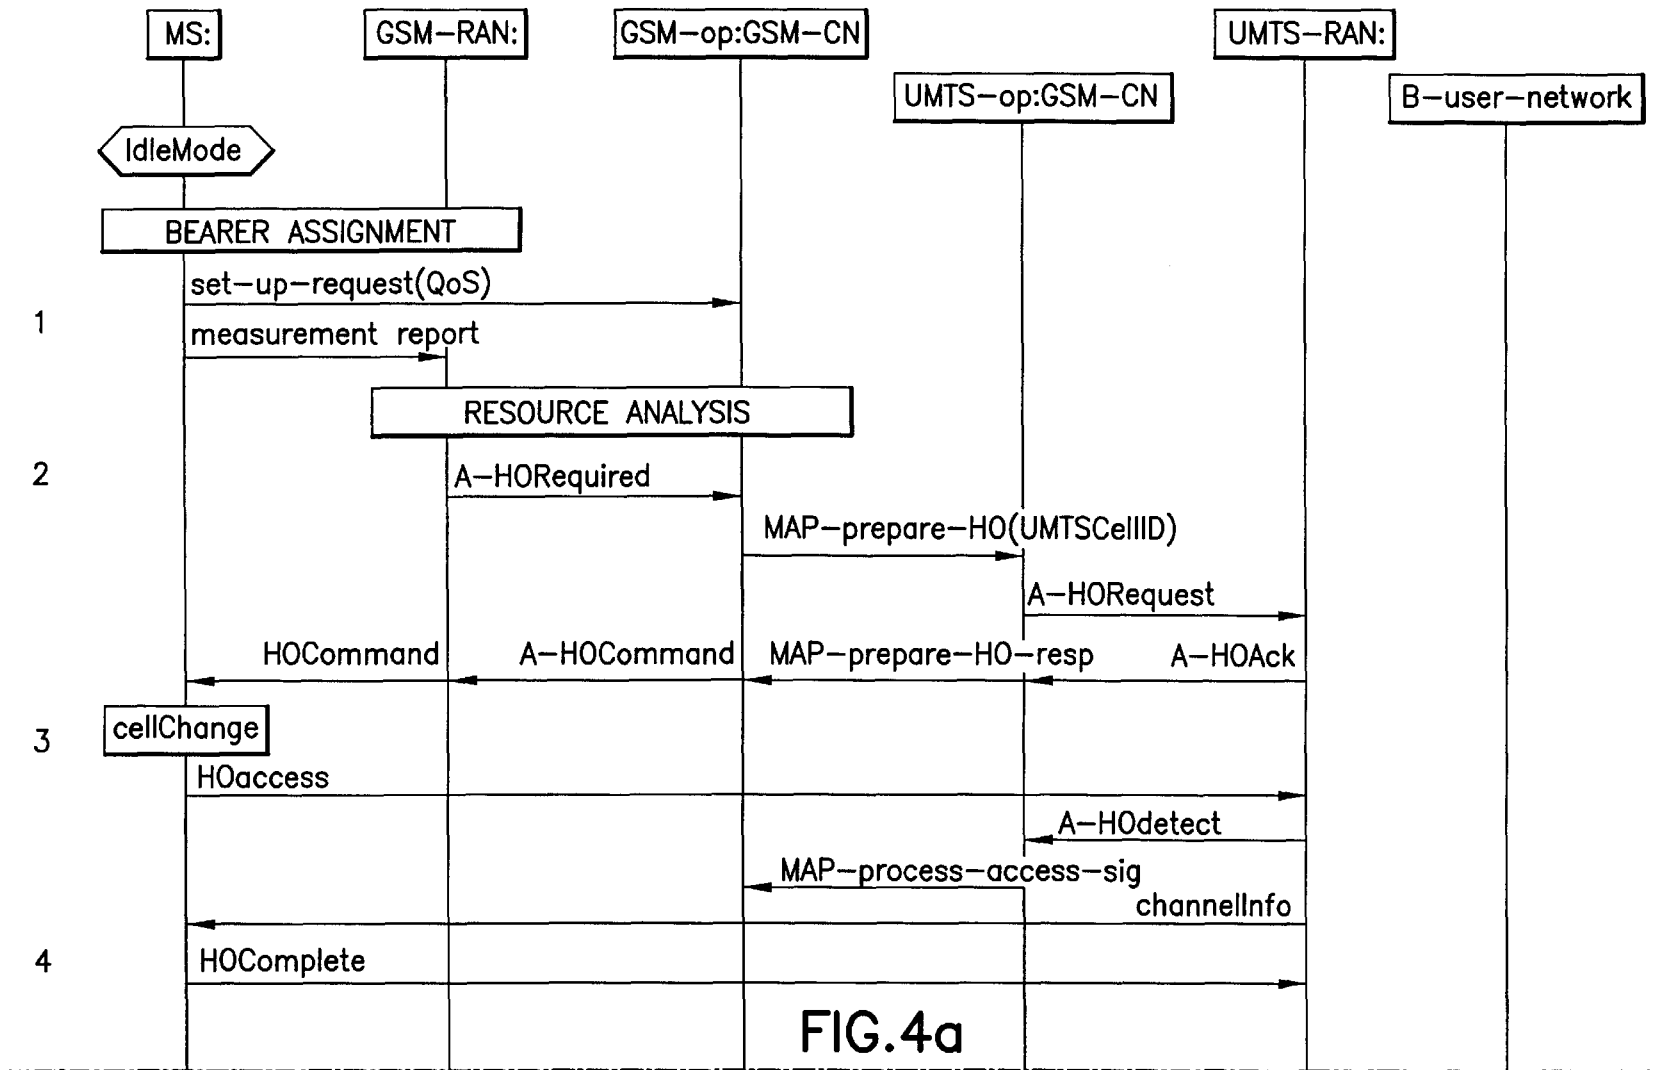 MS:
GSM-RAN:
GSM-op:GSM-CN
UMTS-RAN:
UMTS-op:GSM-CN
B-user-network
IdleMode
BEARER ASSIGNMENT
set-up-request(QoS)
1
measurement report
RESOURCE ANALYSIS
2
A-HORequired
MAP-prepare-HO(UMTSCellID)
A-HORequest
HOCommand
A-HOCommand
MAP-prepare-HO-resp
A-HOAck
cellChange
3
HOaccess
A-HOdetect
MAP-process-access-sig
channelInfo
4
HOComplete
FIG.4a